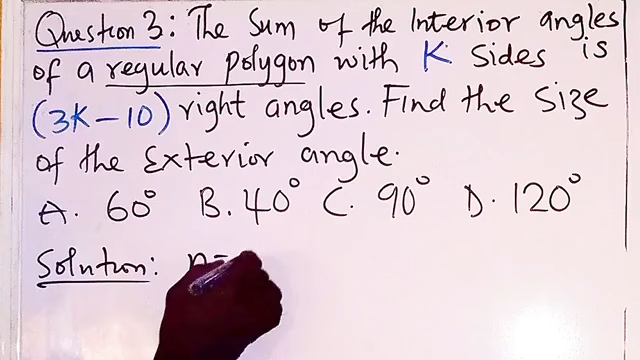 Question 3: The Sum of the Interior angles
of a regular polygon with K Sides is
(3K-10) right angles. Find the Size
of the Exterior angle.
A. 60° B. 40° C. 90° D. 120°
Solution: n=